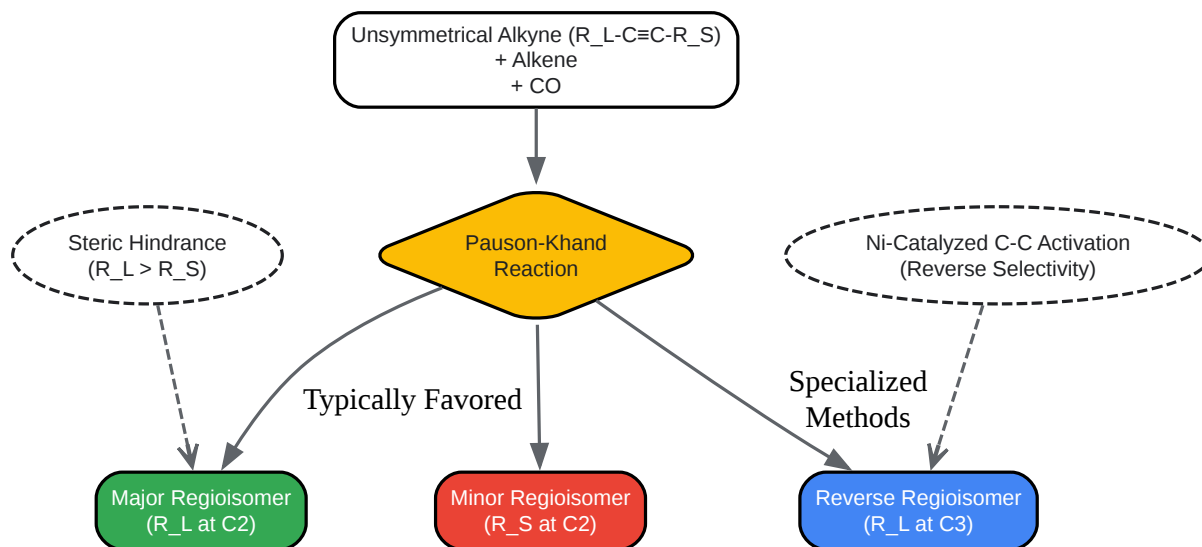 Unsymmetrical Alkyne (R_L-C≡C-R_S)
+ Alkene
+ CO
Steric Hindrance
(R_L > R_S)
Pauson-Khand
Reaction
Ni-Catalyzed C-C Activation
(Reverse Selectivity)
Typically Favored
Specialized
Methods
Major Regioisomer
(R_L at C2)
Minor Regioisomer
(R_S at C2)
Reverse Regioisomer
(R_L at C3)